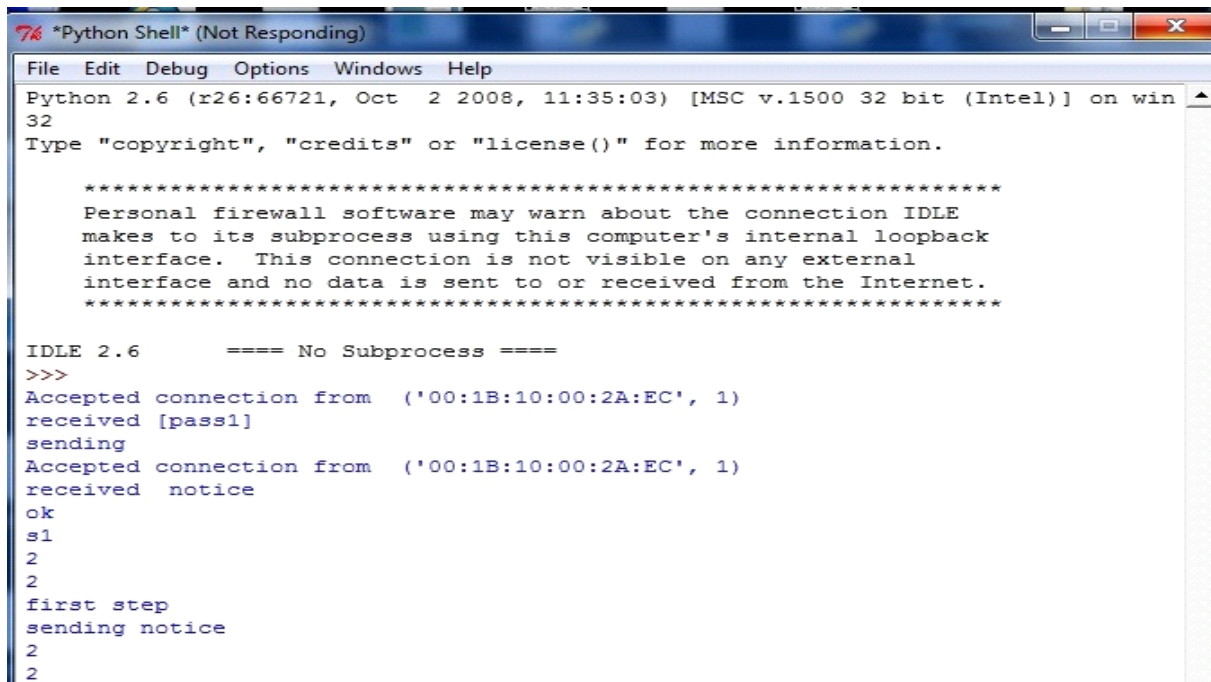 *Python Shell* (Not Responding)
File Edit Debug Options Windows Help
Python 2.6 (r26:66721, Oct  2 2008, 11:35:03) [MSC v.1500 32 bit (Intel)] on win
32
Type "copyright", "credits" or "license()" for more information.

    ****************************************************************
    Personal firewall software may warn about the connection IDLE
    makes to its subprocess using this computer's internal loopback
    interface.  This connection is not visible on any external
    interface and no data is sent to or received from the Internet.
    ****************************************************************

IDLE 2.6      ==== No Subprocess ====
>>>
Accepted connection from  ('00:1B:10:00:2A:EC', 1)
received [pass1]
sending
Accepted connection from  ('00:1B:10:00:2A:EC', 1)
received  notice
ok
s1
2
2
first step
sending notice
2
2